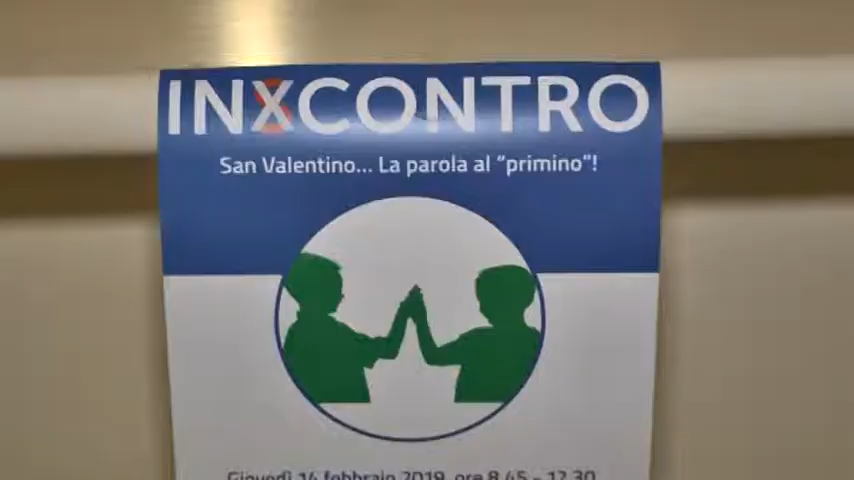 INXCONTRO
San Valentino... La parola al "primino"!
Giovedì 14 febbraio 2019, ore 8.45 - 12.30